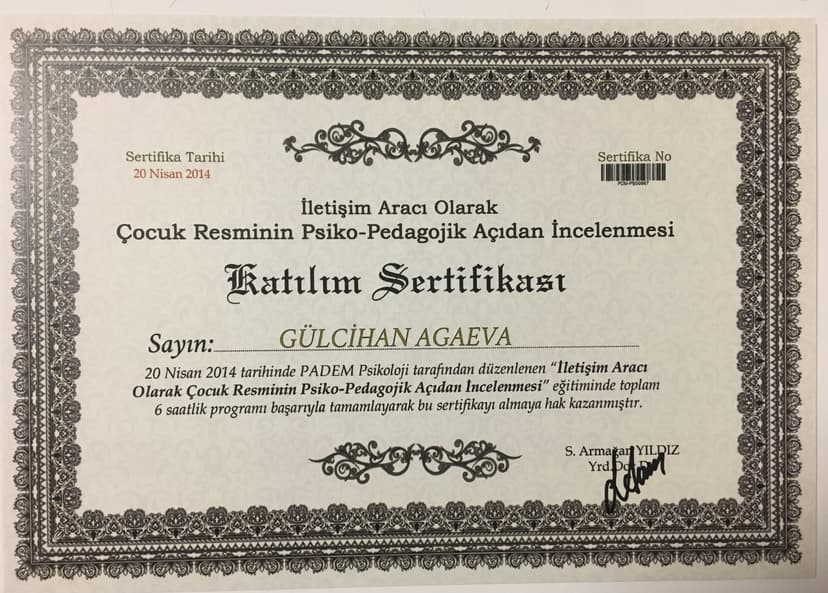 Sertifika Tarihi
20 Nisan 2014
Sertifika No
İletişim Aracı Olarak
Çocuk Resminin Psiko-Pedagojik Açıdan İncelenmesi
Katılım Sertifikası
Sayın: GÜLCİHAN AGAEVA
20 Nisan 2014 tarihinde PADEM Psikoloji tarafından düzenlenen “İletişim Aracı
Olarak Çocuk Resminin Psiko-Pedagojik Açıdan İncelenmesi” eğitiminde toplam
6 saatlik programı başarıyla tamamlayarak bu sertifikayı almaya hak kazanmıştır.
S. Armağan YILDIZ